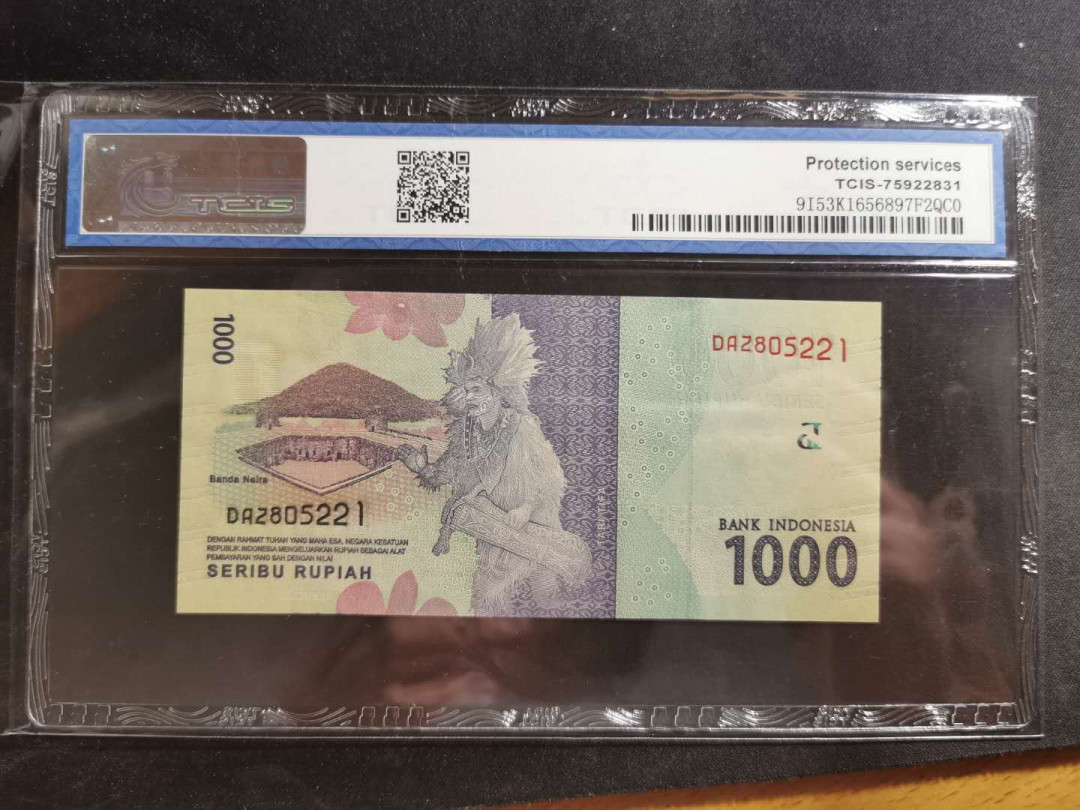 TCIS
Protection services
TCIS-75922831
9I53K1656897F2QC0
1000
DAZ805221
Banda Neira
DAZ805221
DENGAN RAHMAT TUHAN YANG MAHA ESA, NEGARA KESATUAN
REPUBLIK INDONESIA MENGELUARKAN RUPIAH SEBAGAI ALAT
PEMBAYARAN YANG SAH DENGAN NILAI
SERIBU RUPIAH
BANK INDONESIA
1000